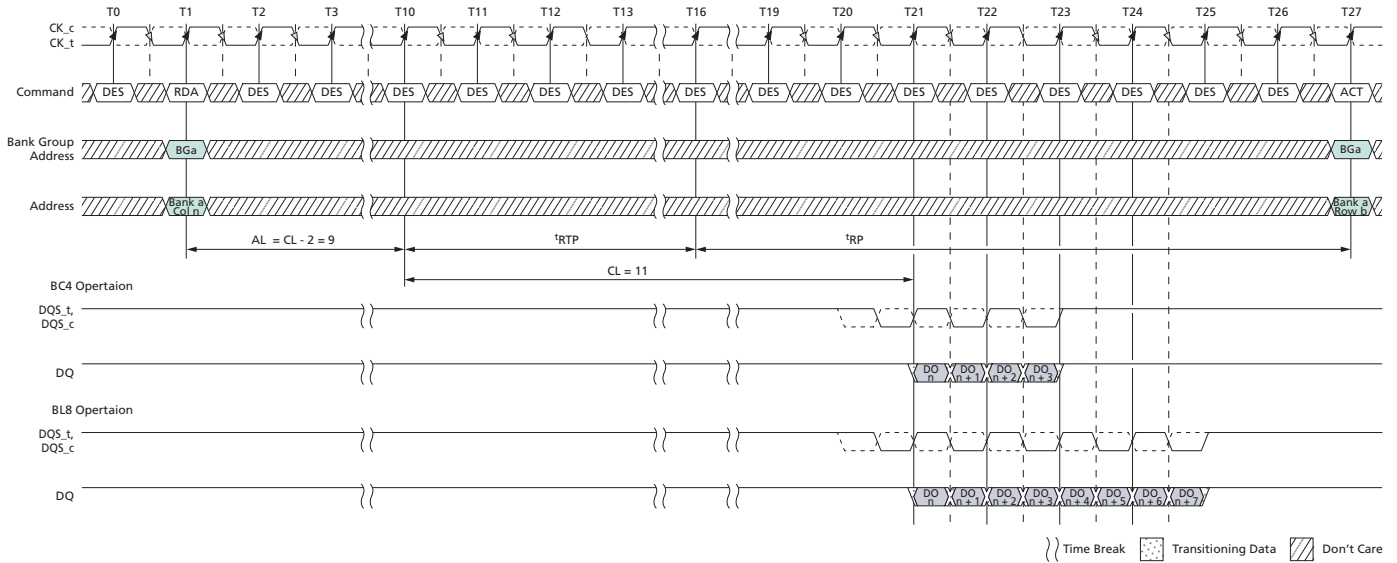 T0 T1 T2 T3 T10 T11 T12 T13 T16 T19 T20 T21 T22 T23 T24 T25 T26 T27
CK_c
CK_t
Command DES RDA DES DES DES DES DES DES DES DES DES DES DES DES DES DES DES ACT
Bank Group
Address
BGa BGa
Address
Bank a
Col n
Bank a
Row b
AL = CL - 2 = 9
tRTP
tRP
CL = 11
BC4 Opertaion
DQS_t,
DQS_c
DQ
DO
n
DO
n + 1
DO
n + 2
DO
n + 3
BL8 Opertaion
DQS_t,
DQS_c
DQ
DO
n
DO
n + 1
DO
n + 2
DO
n + 3
DO
n + 4
DO
n + 5
DO
n + 6
DO
n + 7
Time Break Transitioning Data Don't Care